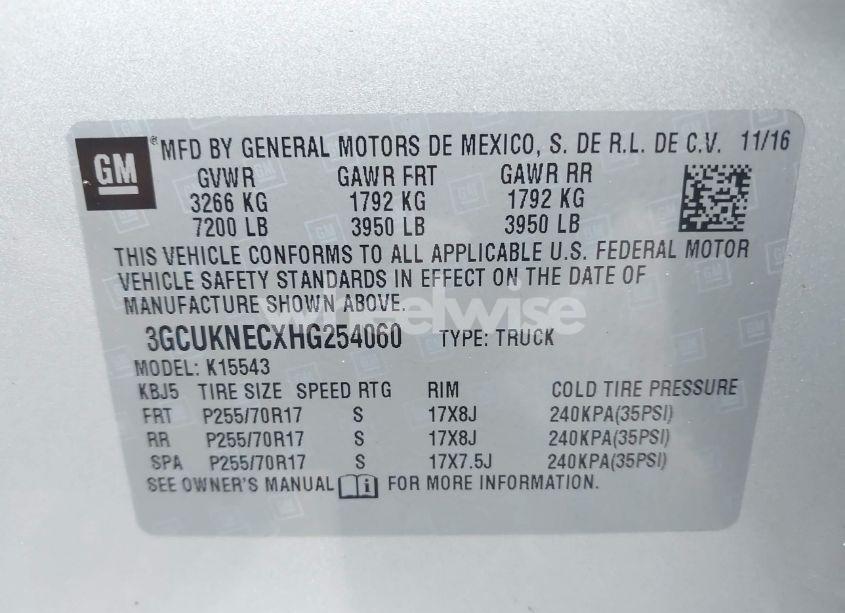 GM ®MFD BY GENERAL MOTORS DE MEXICO, S. DE R.L. DE C.V. 11/16
GVWR GAWR FRT GAWR RR
3266 KG 1792 KG 1792 KG
7200 LB 3950 LB 3950 LB
THIS VEHICLE CONFORMS TO ALL APPLICABLE U.S. FEDERAL MOTOR
VEHICLE SAFETY STANDARDS IN EFFECT ON THE DATE OF
MANUFACTURE SHOWN ABOVE.
wheelwise
3GCUKNECXHG254060 TYPE: TRUCK
MODEL: K15543
KBJ5 TIRE SIZE SPEED RTG RIM COLD TIRE PRESSURE
FRT P255/70R17 S 17X8J 240KPA(35PSI)
RR P255/70R17 S 17X8J 240KPA(35PSI)
SPA P255/70R17 S 17X7.5J 240KPA(35PSI)
SEE OWNER'S MANUAL i FOR MORE INFORMATION.